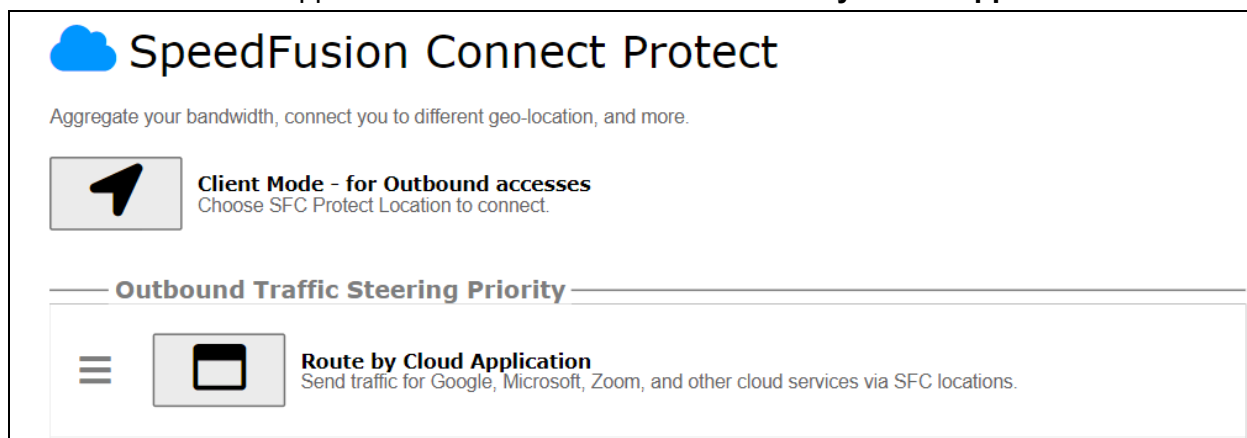 SpeedFusion Connect Protect
Aggregate your bandwidth, connect you to different geo-location, and more.
Client Mode - for Outbound accesses
Choose SFC Protect Location to connect.
Outbound Traffic Steering Priority
Route by Cloud Application
Send traffic for Google, Microsoft, Zoom, and other cloud services via SFC locations.